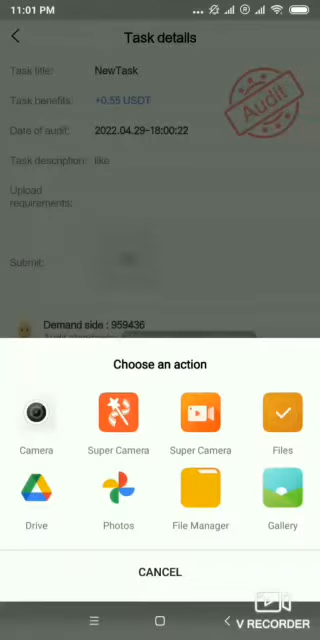 11:01 PM
Task details
Task title: NewTask
Task benefits: +0.55 USDT
Audit
Date of audit: 2022.04.29-18:00:22
Task description: like
Upload
requirements:
Submit:
Demand side : 959436
Choose an action
Camera Super Camera Super Camera Files
Drive Photos File Manager Gallery
CANCEL
V RECORDER